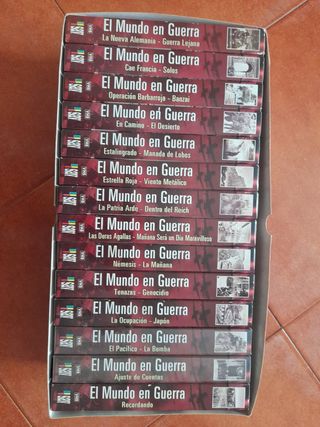 El Mundo en Guerra
La Nueva Alemania - Guerra Lejana
El Mundo en Guerra
Cae Francia - Solos
El Mundo en Guerra
Operación Barbarroja - Banzai
El Mundo en Guerra
En Camino - El Desierto
El Mundo en Guerra
Estalingrado - Manada de Lobos
El Mundo en Guerra
Estrella Roja - Viento Metálico
El Mundo en Guerra
La Patria Arde - Dentro del Reich
El Mundo en Guerra
Las Duras Agallas - Mañana Será un Día Maravilloso
El Mundo en Guerra
Némesis - La Mañana
El Mundo en Guerra
Tenazas - Genocidio
El Mundo en Guerra
La Ocupación - Japón
El Mundo en Guerra
El Pacífico - La Bomba
El Mundo en Guerra
Ajuste de Cuentas
El Mundo en Guerra
Recordando